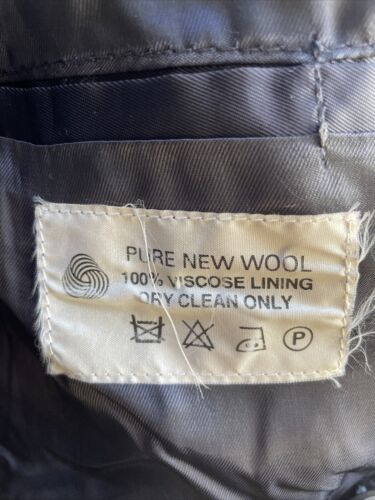 PURE NEW WOOL
100% VISCOSE LINING
DRY CLEAN ONLY
P